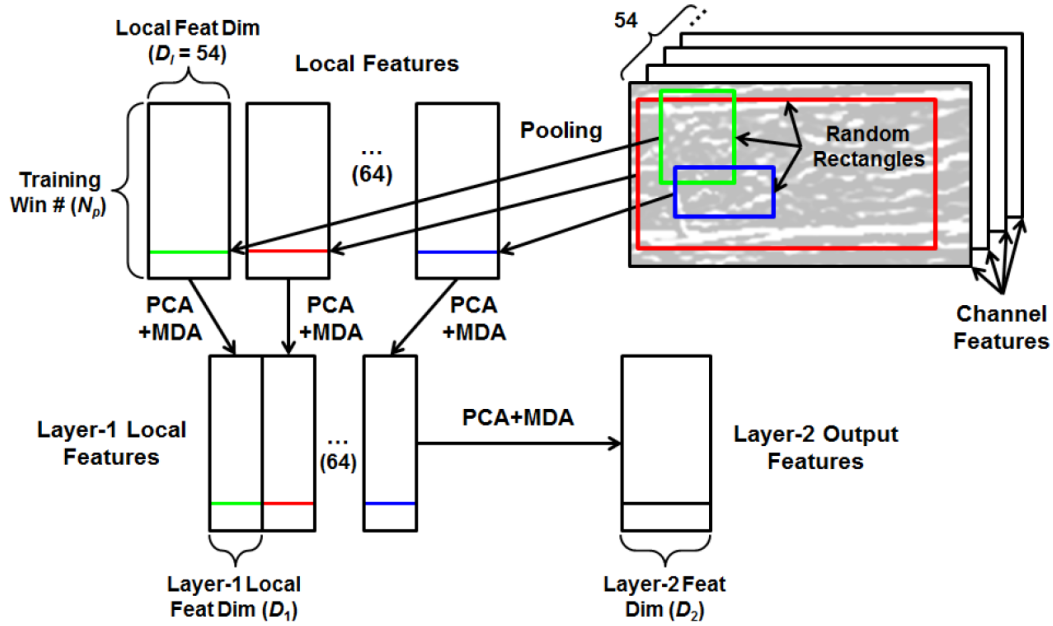 Local Feat Dim
(Dl = 54)
Local Features
54
...
Training
Win # (Np)
...
(64)
Pooling
Random
Rectangles
PCA
+MDA
PCA
+MDA
PCA
+MDA
Channel
Features
Layer-1 Local
Features
...
(64)
PCA+MDA
Layer-2 Output
Features
Layer-1 Local
Feat Dim (D1)
Layer-2 Feat
Dim (D2)